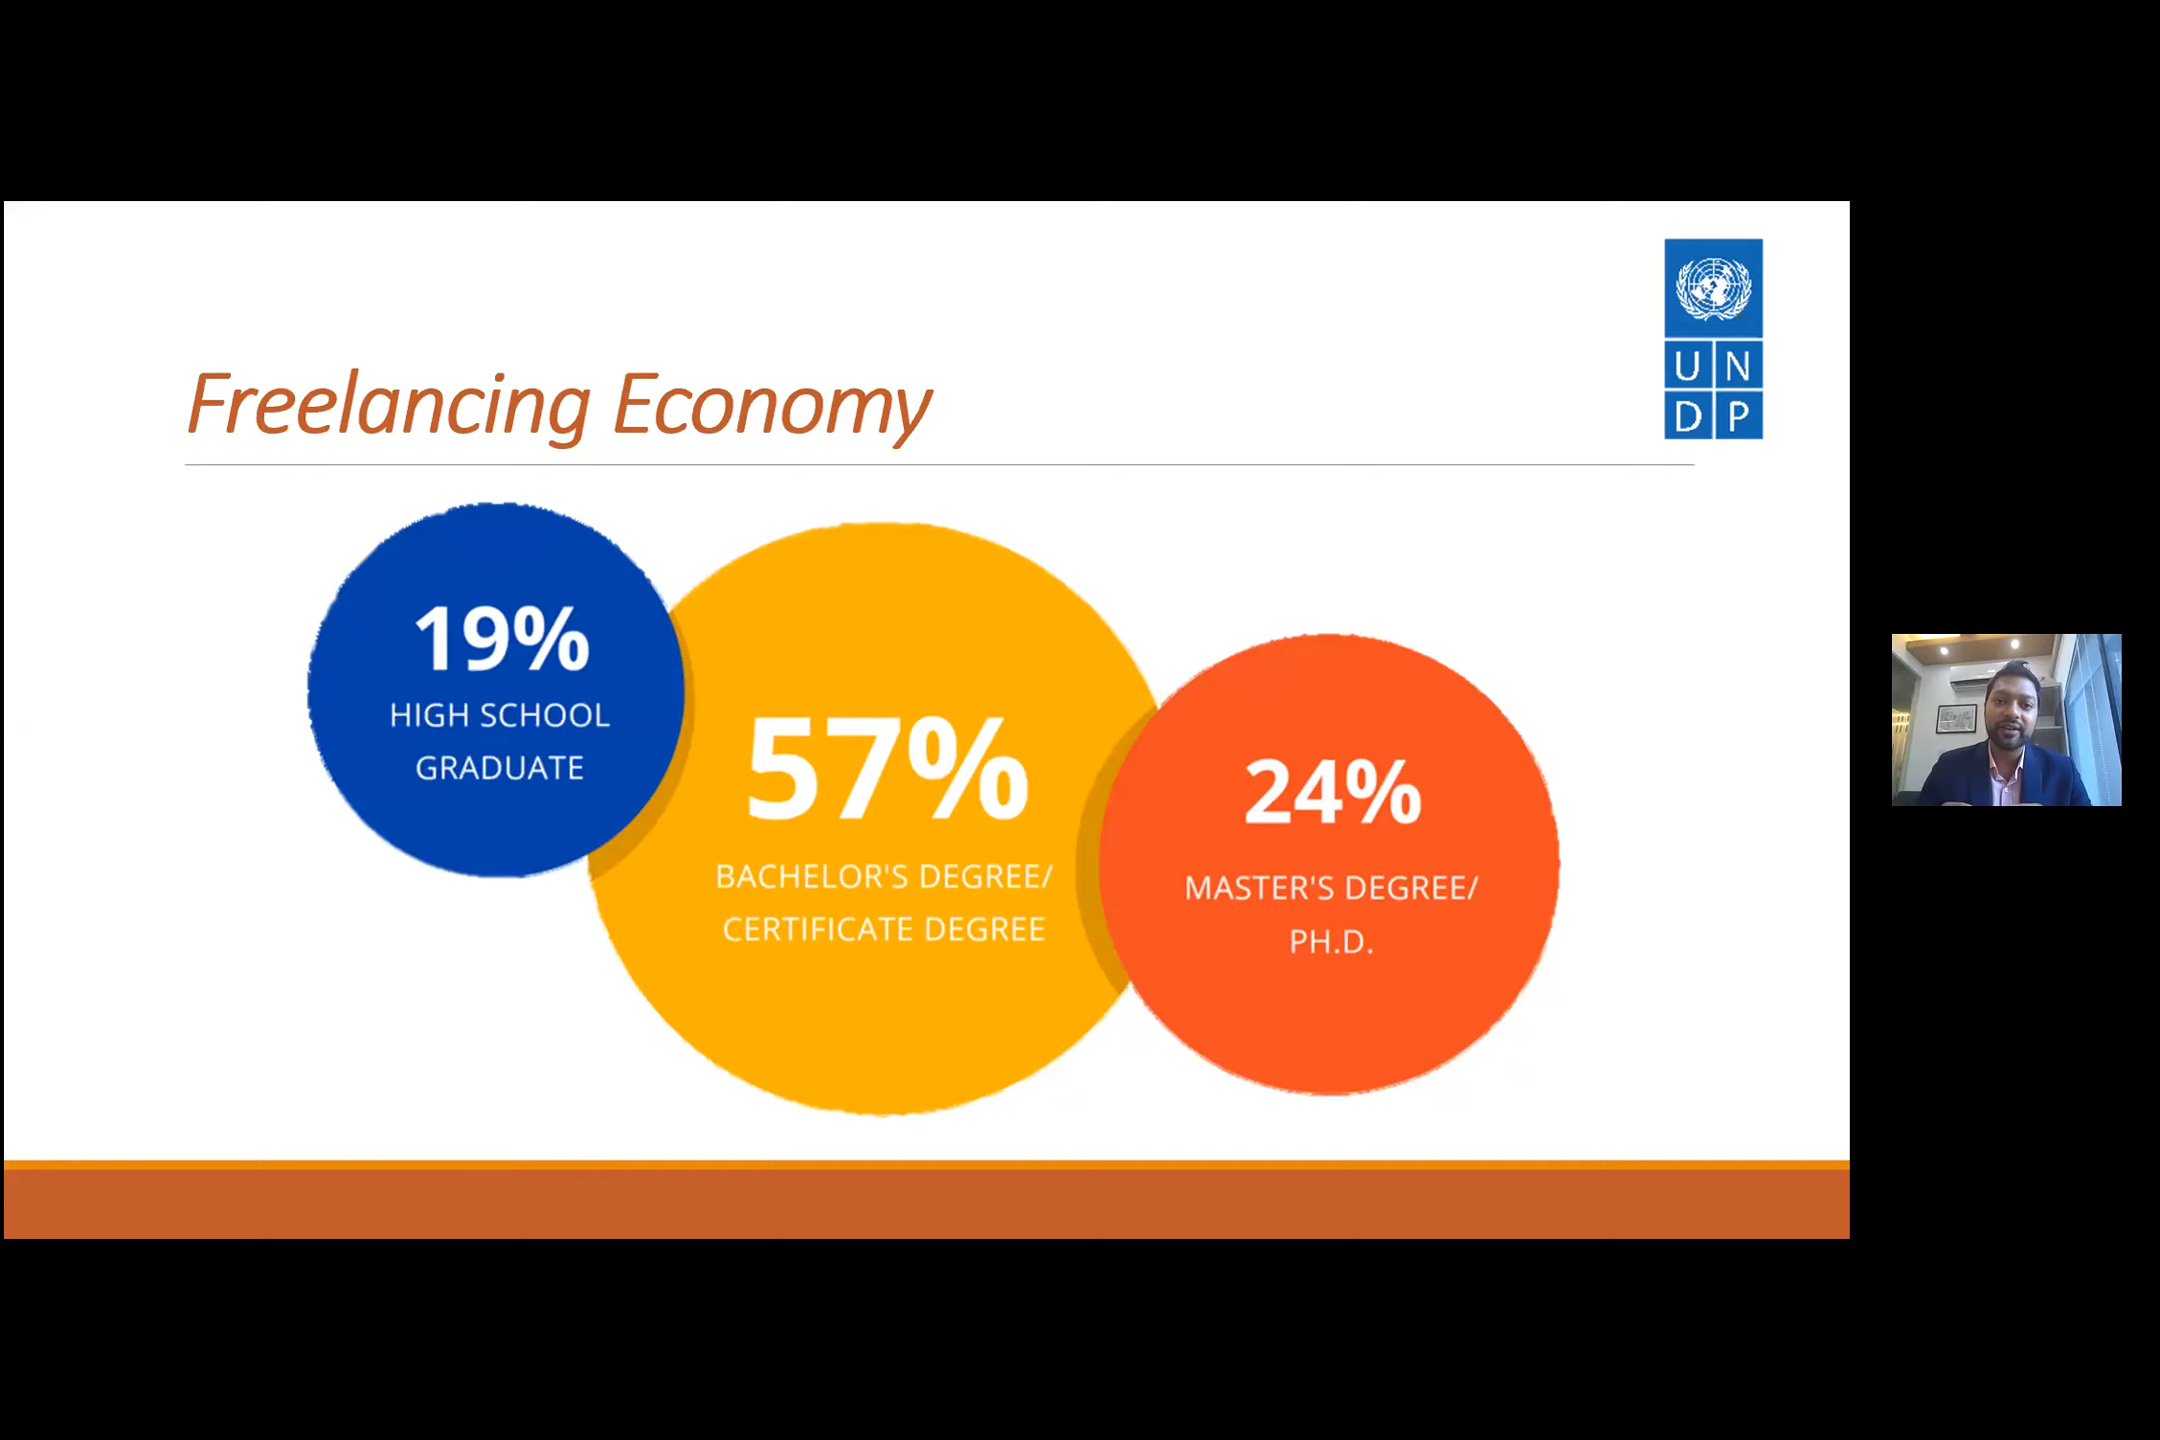 Freelancing Economy
U N
D P
19%
HIGH SCHOOL
GRADUATE
57%
BACHELOR'S DEGREE/
CERTIFICATE DEGREE
24%
MASTER'S DEGREE/
PH.D.